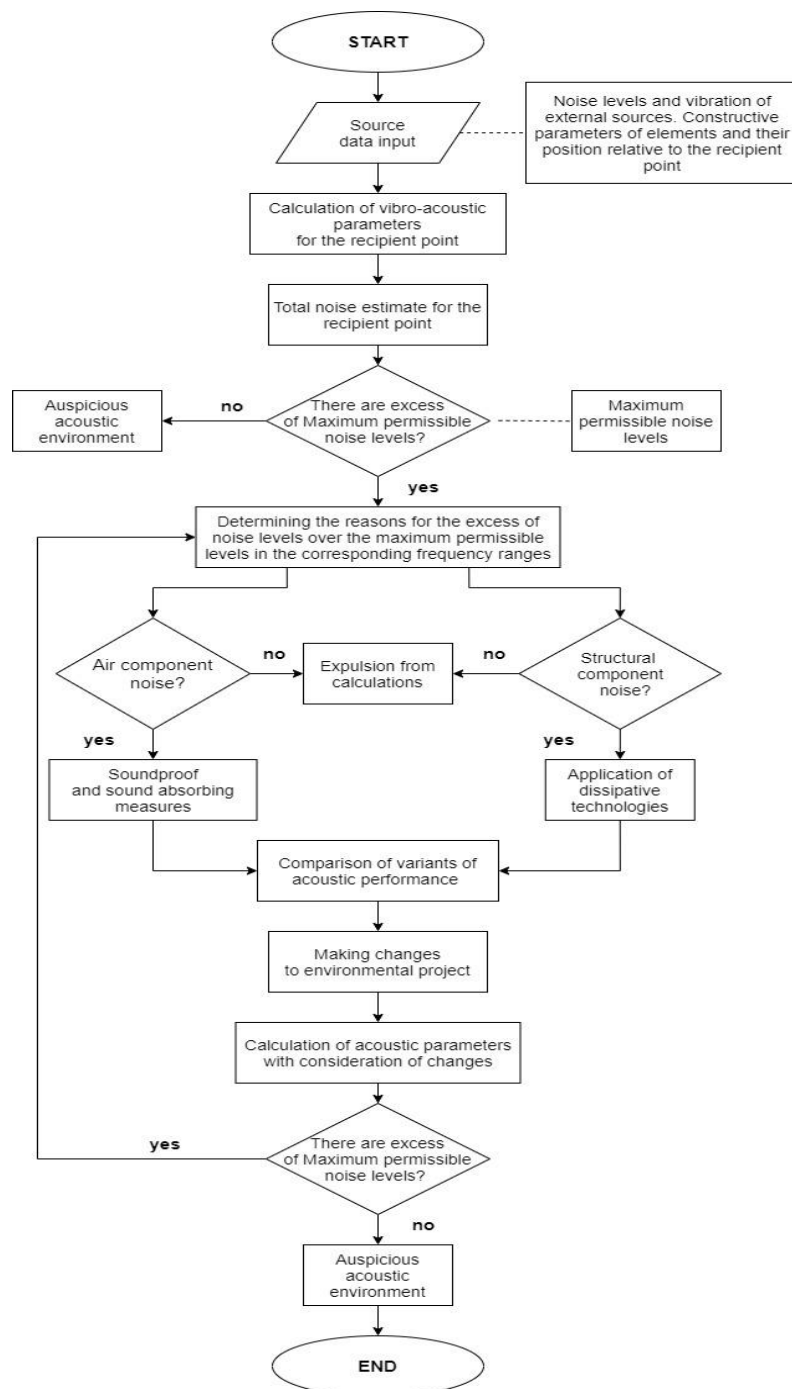 START
Source
data input
Noise levels and vibration of
external sources. Constructive
parameters of elements and their
position relative to the recipient
point
Calculation of vibro-acoustic
parameters
for the recipient point
Total noise estimate for the
recipient point
Auspicious
acoustic
environment
no
There are excess
of Maximum permissible
noise levels?
Maximum
permissible noise
levels
yes
Determining the reasons for the excess of
noise levels over the maximum permissible
levels in the corresponding frequency ranges
Air component
noise?
no
Expulsion from
calculations
no
Structural
component
noise?
yes
yes
Soundproof
and sound absorbing
measures
Application of
dissipative
technologies
Comparison of variants of
acoustic performance
Making changes
to environmental project
Calculation of acoustic parameters
with consideration of changes
yes
There are excess
of Maximum permissible
noise levels?
no
Auspicious
acoustic
environment
END